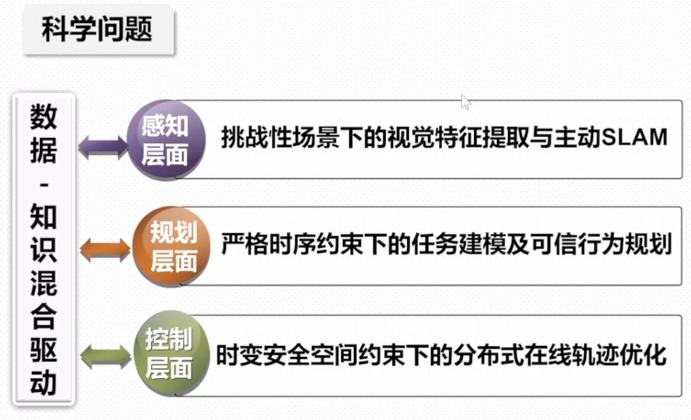 科学问题
数据-知识混合驱动
感知
层面
挑战性场景下的视觉特征提取与主动SLAM
规划
层面
严格时序约束下的任务建模及可信行为规划
控制
层面
时变安全空间约束下的分布式在线轨迹优化